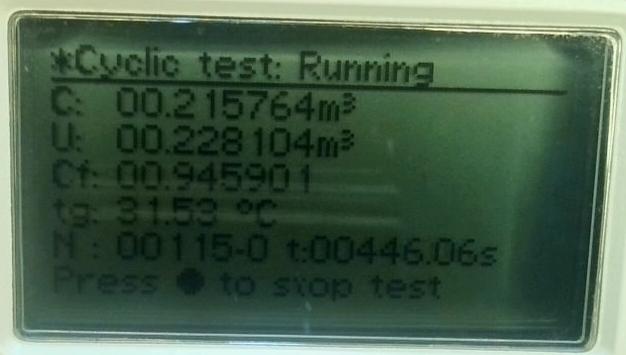 *Cyclic test: Running
C: 00.215764m³
U: 00.228104m³
Cf: 00.945901
tg: 31.53 °C
N : 00115-0 t:00446.06s
Press ● to stop test